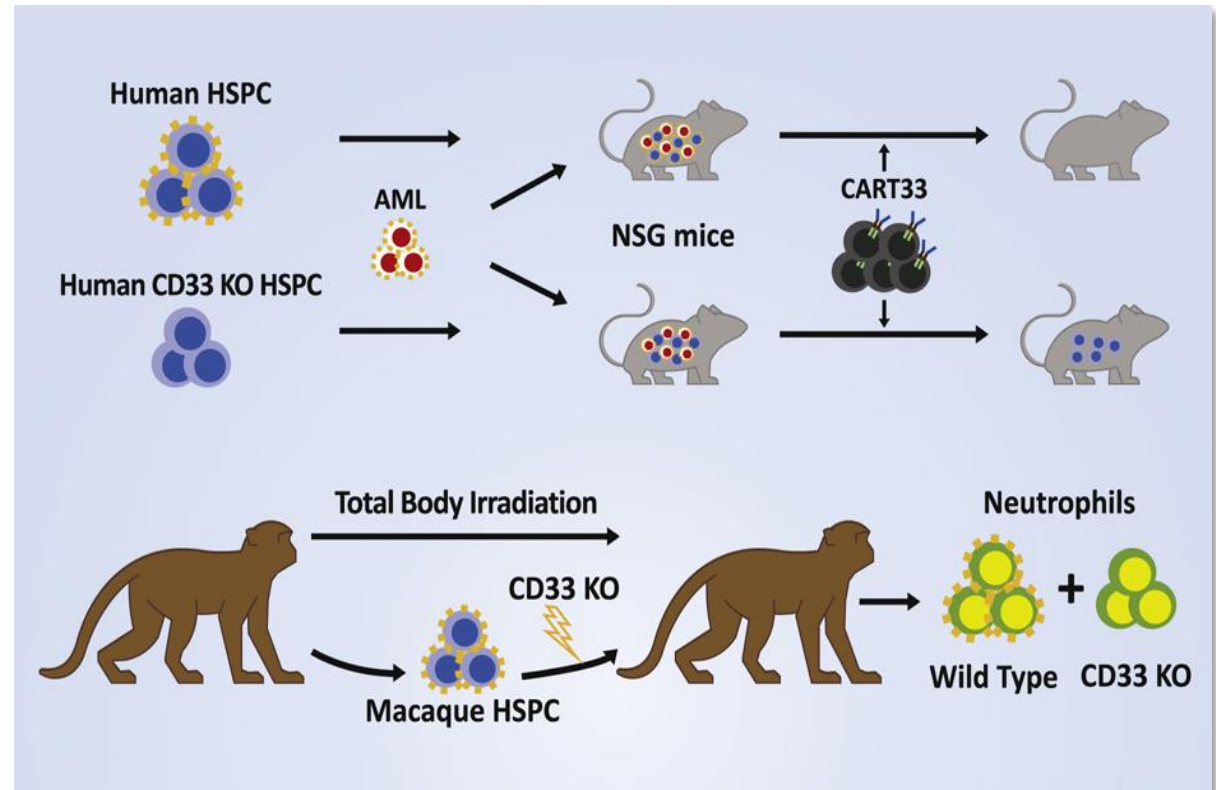 Human HSPC
AML
CART33
NSG mice
Human CD33 KO HSPC
Total Body Irradiation
Neutrophils
CD33 KO
Macaque HSPC
Wild Type
CD33 KO